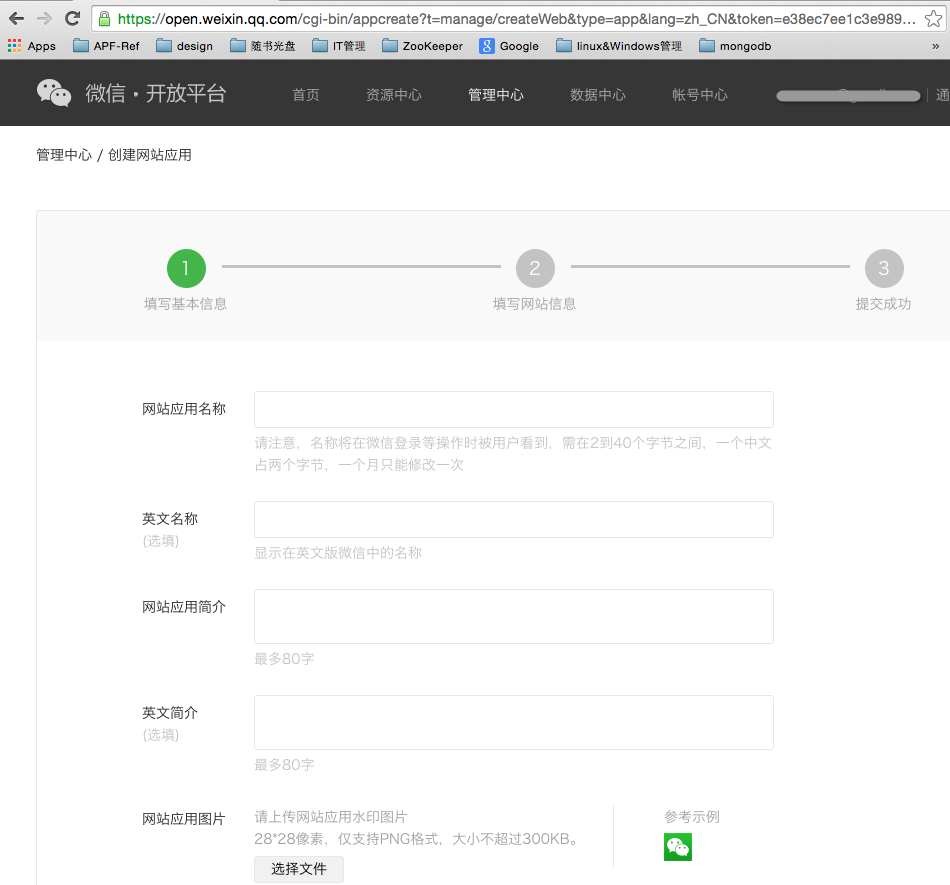 https://open.weixin.qq.com/cgi-bin/appcreate?t=manage/createWeb&type=app&lang=zh_CN&token=e38ec7ee1c3e989...
Apps APF-Ref design 随书光盘 IT管理 ZooKeeper Google linux&Windows管理 mongodb »
微信·开放平台 首页 资源中心 管理中心 数据中心 帐号中心 通
管理中心 / 创建网站应用
1 2 3
填写基本信息 填写网站信息 提交成功
网站应用名称
请注意，名称将在微信登录等操作时被用户看到，需在2到40个字节之间，一个中文
占两个字节，一个月只能修改一次
英文名称
(选填)
显示在英文版微信中的名称
网站应用简介
最多80字
英文简介
(选填)
最多80字
网站应用图片 请上传网站应用水印图片 参考示例
28*28像素，仅支持PNG格式，大小不超过300KB。
选择文件